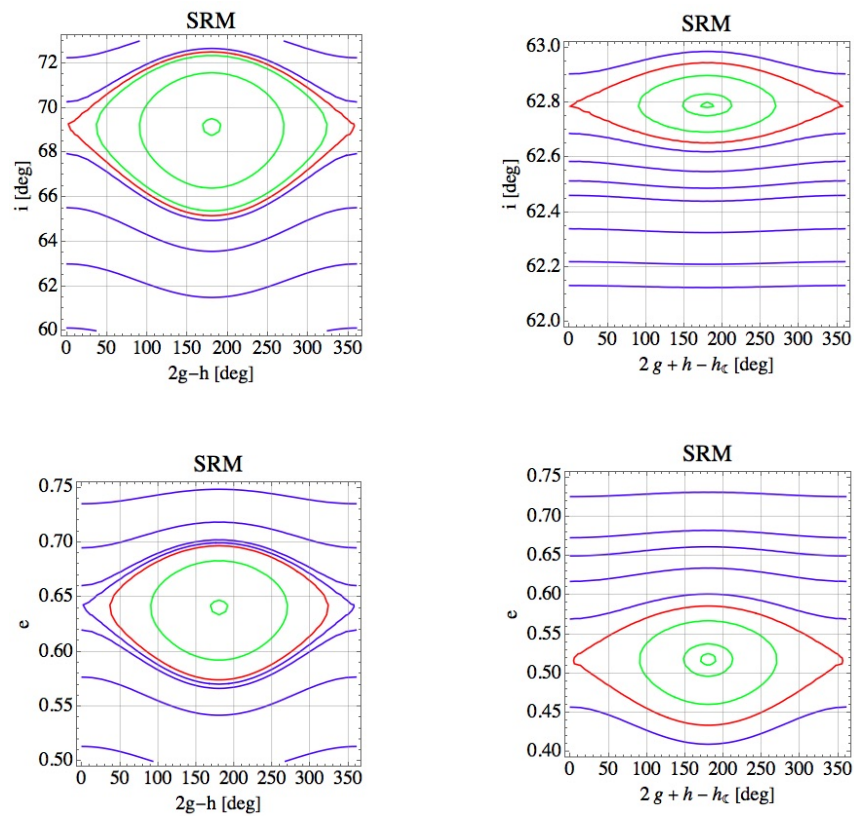 SRM
i [deg]
72
70
68
66
64
62
60
0 50 100 150 200 250 300 350
2g−h [deg]
SRM
i [deg]
63.0
62.8
62.6
62.4
62.2
62.0
0 50 100 150 200 250 300 350
2 g + h − h☾ [deg]
SRM
e
0.75
0.70
0.65
0.60
0.55
0.50
0 50 100 150 200 250 300 350
2g−h [deg]
SRM
e
0.75
0.70
0.65
0.60
0.55
0.50
0.45
0.40
0 50 100 150 200 250 300 350
2 g + h − h☾ [deg]